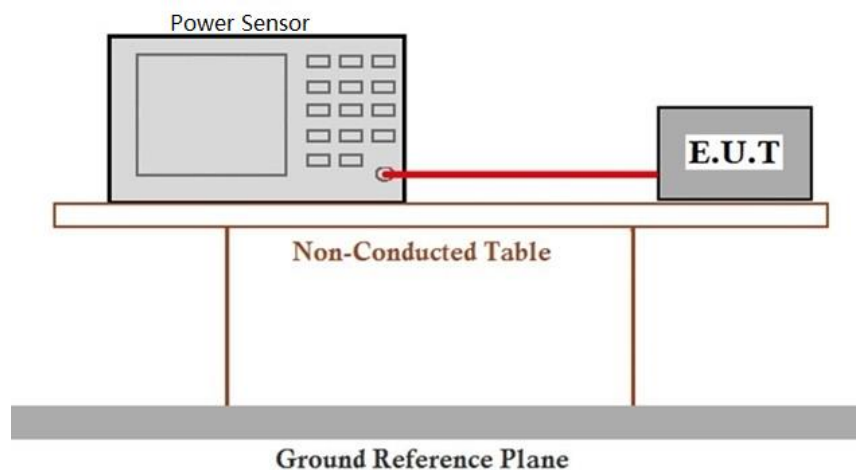 Power Sensor
E.U.T
Non-Conducted Table
Ground Reference Plane